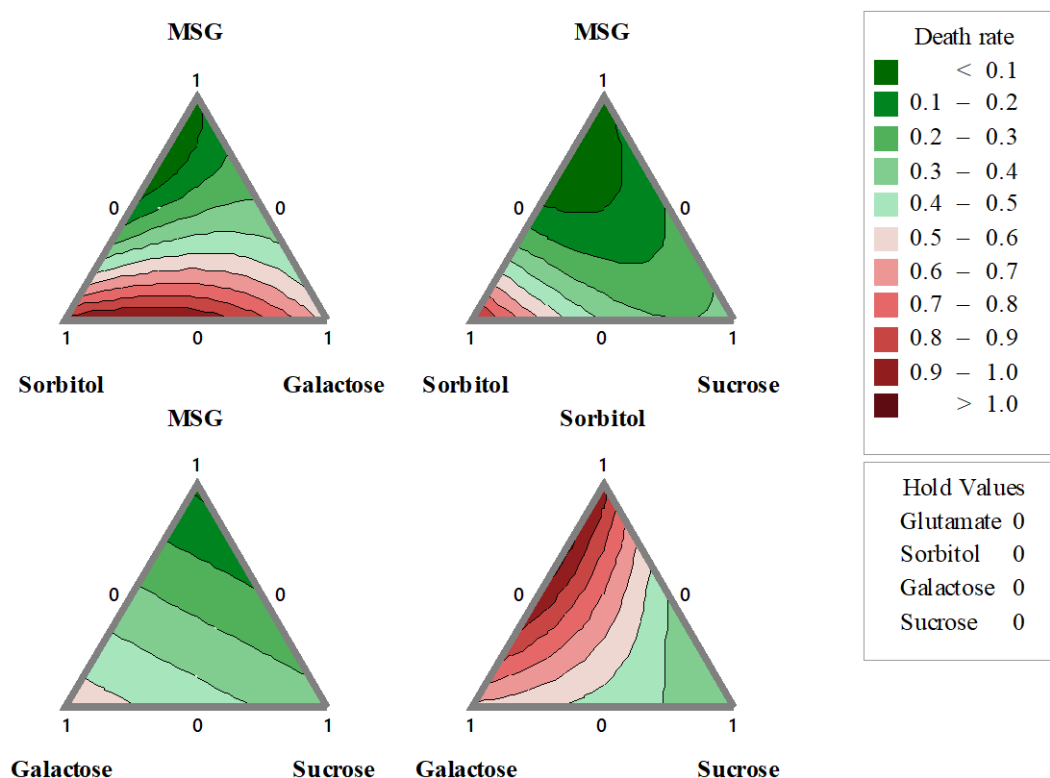 MSG
1
0
0
1
0
1
Sorbitol
Galactose
MSG
1
0
0
1
0
1
Sorbitol
Sucrose
MSG
1
0
0
1
0
1
Galactose
Sucrose
Sorbitol
1
0
0
1
0
1
Galactose
Sucrose
Death rate
< 0.1
0.1 – 0.2
0.2 – 0.3
0.3 – 0.4
0.4 – 0.5
0.5 – 0.6
0.6 – 0.7
0.7 – 0.8
0.8 – 0.9
0.9 – 1.0
> 1.0
Hold Values
Glutamate 0
Sorbitol 0
Galactose 0
Sucrose 0